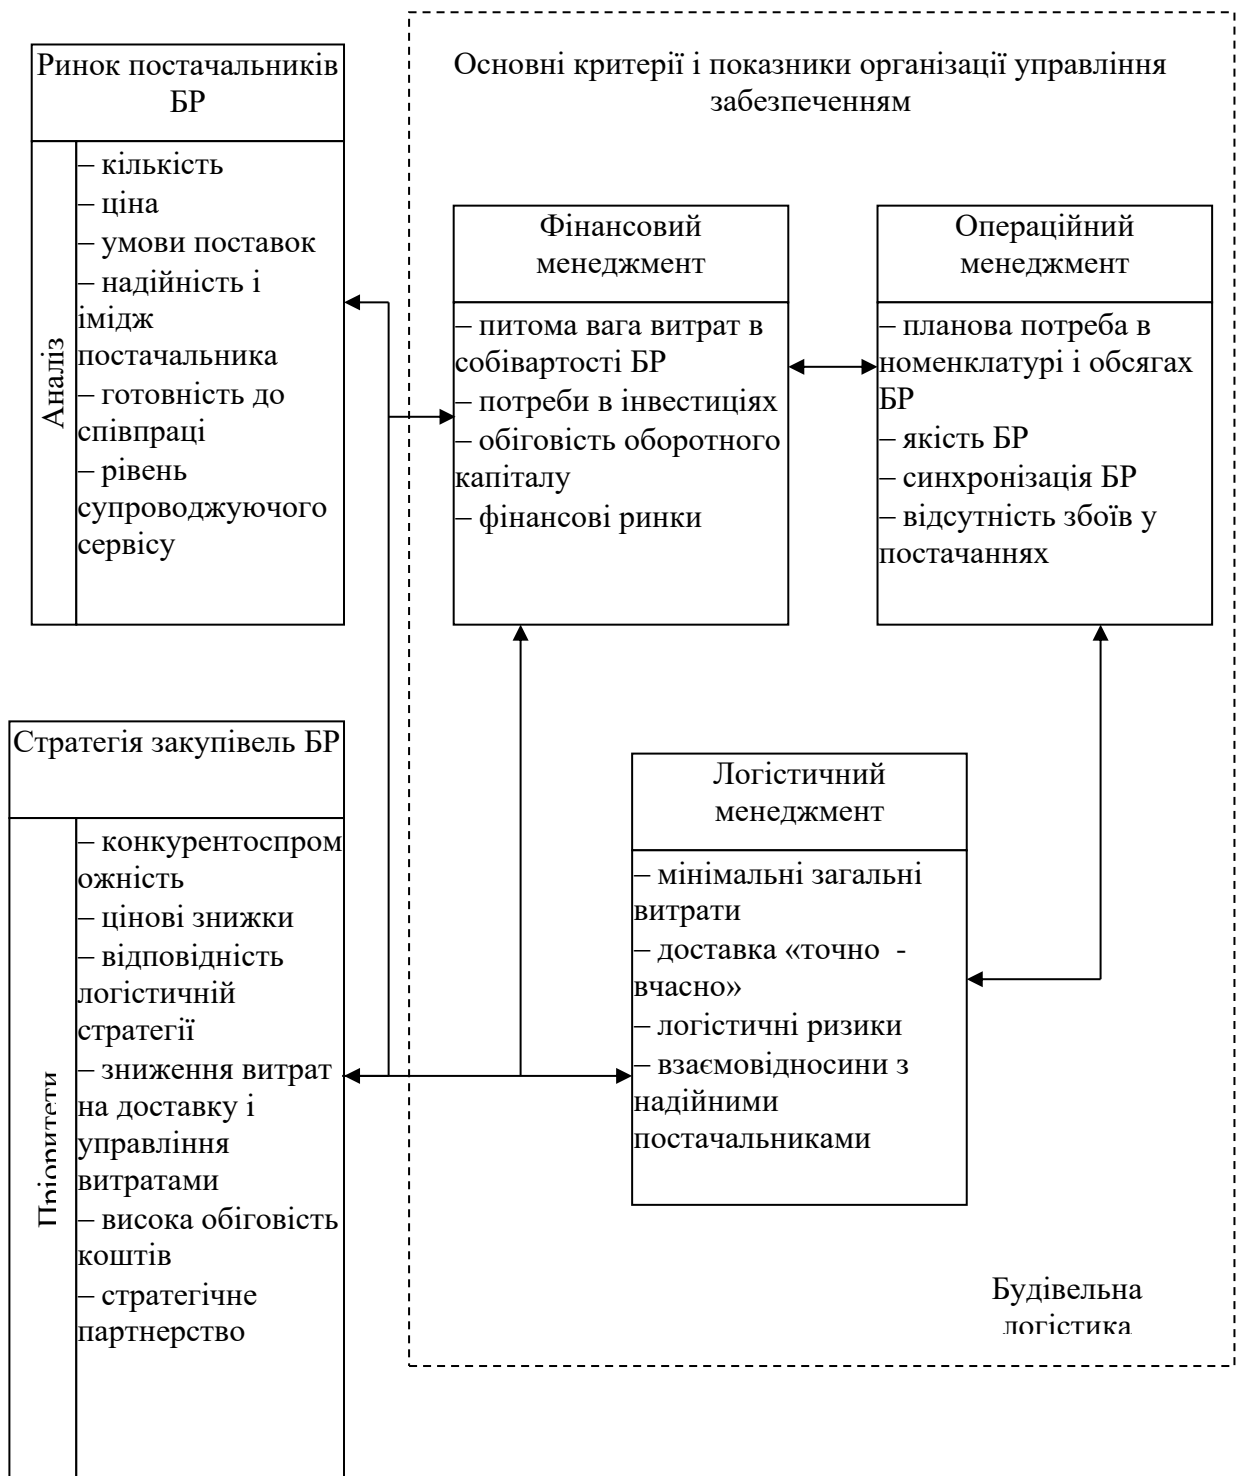 Ринок постачальників
БР
Аналіз
– кількість
– ціна
– умови поставок
– надійність і
імідж
постачальника
– готовність до
співпраці
– рівень
супроводжуючого
сервісу
Основні критерії і показники організації управління
забезпеченням
Фінансовий
менеджмент
– питома вага витрат в
собівартості БР
– потреби в інвестиціях
– обіговість оборотного
капіталу
– фінансові ринки
Операційний
менеджмент
– планова потреба в
номенклатурі і обсягах
БР
– якість БР
– синхронізація БР
– відсутність збоїв у
постачаннях
Стратегія закупівель БР
Пріоритети
– конкурентоспром
ожність
– цінові знижки
– відповідність
логістичній
стратегії
– зниження витрат
на доставку і
управління
витратами
– висока обіговість
коштів
– стратегічне
партнерство
Логістичний
менеджмент
– мінімальні загальні
витрати
– доставка «точно -
вчасно»
– логістичні ризики
– взаємовідносини з
надійними
постачальниками
Будівельна
логістика